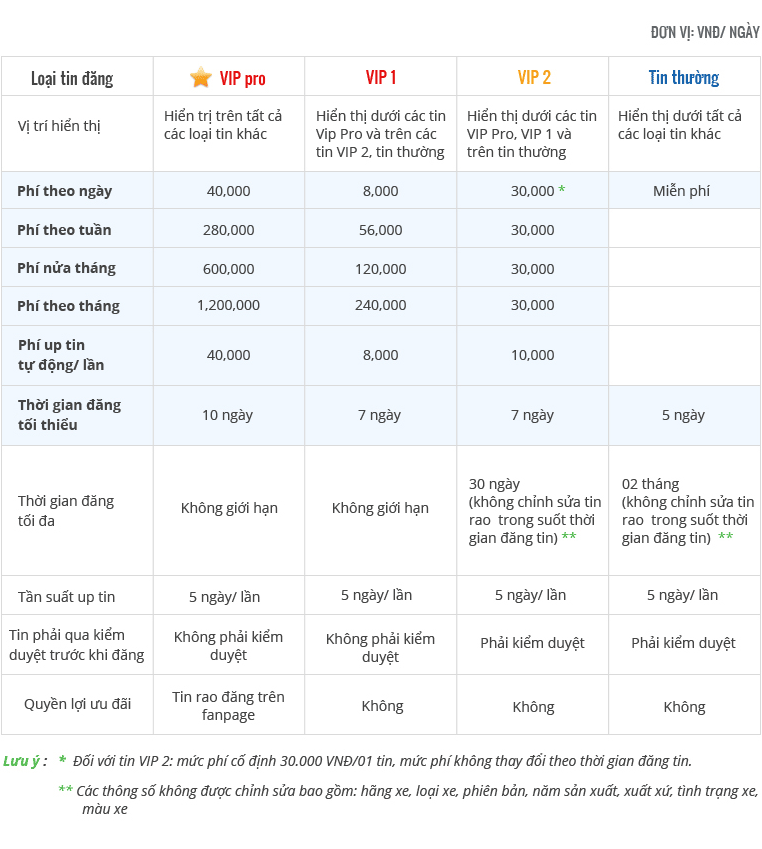 ĐƠN VỊ: VNĐ/ NGÀY
Loại tin đăng
VIP pro
VIP 1
VIP 2
Tin thường
Vị trí hiển thị
Hiển trị trên tất cả
các loại tin khác
Hiển thị dưới các tin
Vip Pro và trên các
tin VIP 2, tin thường
Hiển thị dưới các tin
VIP Pro, VIP 1 và
trên tin thường
Hiển thị dưới tất cả
các loại tin khác
Phí theo ngày
40,000
8,000
30,000 *
Miễn phí
Phí theo tuần
280,000
56,000
30,000
Phí nửa tháng
600,000
120,000
30,000
Phí theo tháng
1,200,000
240,000
30,000
Phí up tin
tự động/ lần
40,000
8,000
10,000
Thời gian đăng
tối thiểu
10 ngày
7 ngày
7 ngày
5 ngày
Thời gian đăng
tối đa
Không giới hạn
Không giới hạn
30 ngày
(không chỉnh sửa tin
rao trong suốt thời
gian đăng tin) **
02 tháng
(không chỉnh sửa tin
rao trong suốt thời
gian đăng tin) **
Tần suất up tin
5 ngày/ lần
5 ngày/ lần
5 ngày/ lần
5 ngày/ lần
Tin phải qua kiểm
duyệt trước khi đăng
Không phải kiểm
duyệt
Không phải kiểm
duyệt
Phải kiểm duyệt
Phải kiểm duyệt
Quyền lợi ưu đãi
Tin rao đăng trên
fanpage
Không
Không
Không
Lưu ý : * Đối với tin VIP 2: mức phí cố định 30.000 VNĐ/01 tin, mức phí không thay đổi theo thời gian đăng tin.
** Các thông số không được chỉnh sửa bao gồm: hãng xe, loại xe, phiên bản, năm sản xuất, xuất xứ, tình trạng xe,
màu xe